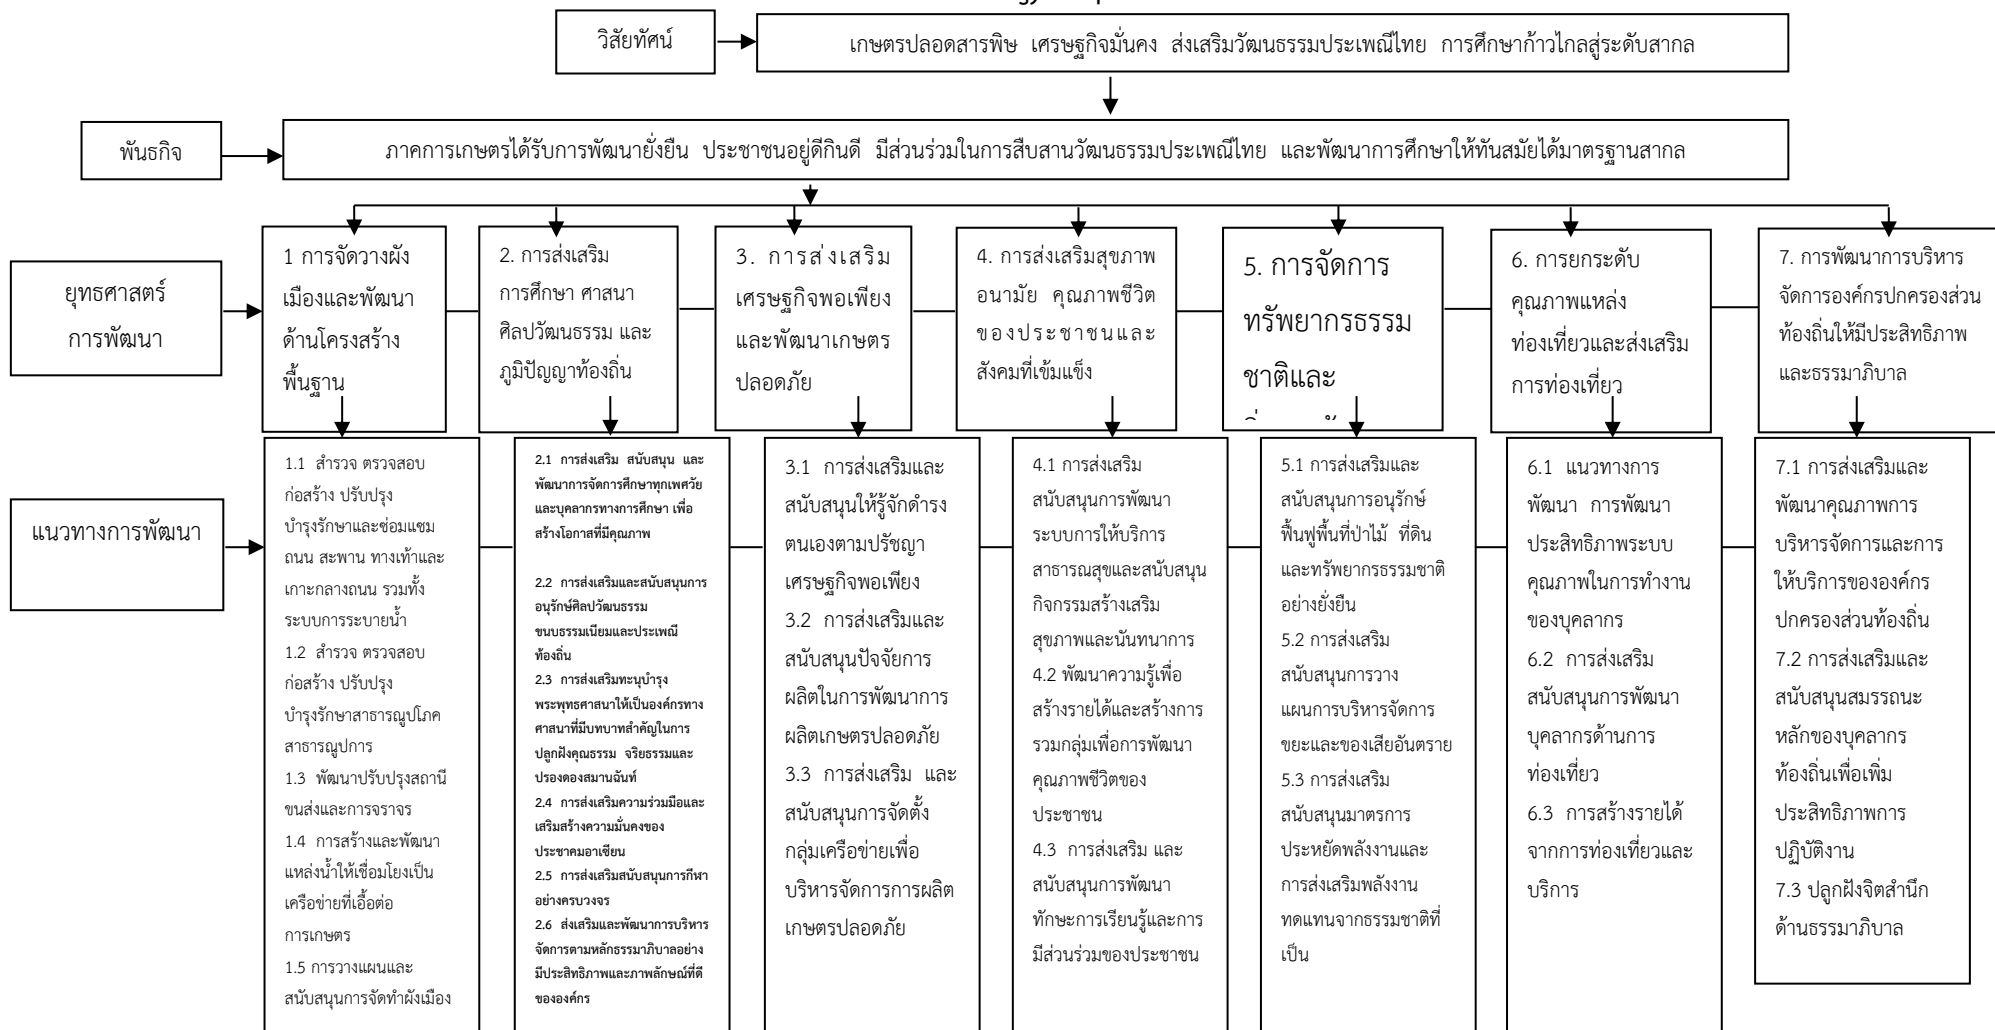 วิสัยทัศน์
เกษตรปลอดสารพิษ เศรษฐกิจมั่นคง ส่งเสริมวัฒนธรรมประเพณีไทย การศึกษาก้าวไกลสู่ระดับสากล
พันธกิจ
ภาคการเกษตรได้รับการพัฒนายั่งยืน ประชาชนอยู่ดีกินดี มีส่วนร่วมในการสืบสานวัฒนธรรมประเพณีไทย และพัฒนาการศึกษาให้ทันสมัยได้มาตรฐานสากล
ยุทธศาสตร์
การพัฒนา
1 การจัดวางผัง
เมืองและพัฒนา
ด้านโครงสร้าง
พื้นฐาน
2. การส่งเสริม
การศึกษา ศาสนา
ศิลปวัฒนธรรม และ
ภูมิปัญญาท้องถิ่น
3. การส่งเสริม
เศรษฐกิจพอเพียง
และพัฒนาเกษตร
ปลอดภัย
4. การส่งเสริมสุขภาพ
อนามัย คุณภาพชีวิต
ของประชาชนและ
สังคมที่เข้มแข็ง
5. การจัดการ
ทรัพยากรธรรม
ชาติและ
6. การยกระดับ
คุณภาพแหล่ง
ท่องเที่ยวและส่งเสริม
การท่องเที่ยว
7. การพัฒนาการบริหาร
จัดการองค์กรปกครองส่วน
ท้องถิ่นให้มีประสิทธิภาพ
และธรรมาภิบาล
แนวทางการพัฒนา
1.1 สำรวจ ตรวจสอบ
ก่อสร้าง ปรับปรุง
บำรุงรักษาและซ่อมแซม
ถนน สะพาน ทางเท้าและ
เกาะกลางถนน รวมทั้ง
ระบบการระบายน้ำ
1.2 สำรวจ ตรวจสอบ
ก่อสร้าง ปรับปรุง
บำรุงรักษาสาธารณูปโภค
สาธารณูปการ
1.3 พัฒนาปรับปรุงสถานี
ขนส่งและการจราจร
1.4 การสร้างและพัฒนา
แหล่งน้ำให้เชื่อมโยงเป็น
เครือข่ายที่เอื้อต่อ
การเกษตร
1.5 การวางแผนและ
สนับสนุนการจัดทำผังเมือง
2.1 การส่งเสริม สนับสนุน และ
พัฒนาการจัดการศึกษาทุกเพศวัย
และบุคลากรทางการศึกษา เพื่อ
สร้างโอกาสที่มีคุณภาพ
2.2 การส่งเสริมและสนับสนุนการ
อนุรักษ์ศิลปวัฒนธรรม
ขนบธรรมเนียมและประเพณี
ท้องถิ่น
2.3 การส่งเสริมทะนุบำรุง
พระพุทธศาสนาให้เป็นองค์กรทาง
ศาสนาที่มีบทบาทสำคัญในการ
ปลูกฝังคุณธรรม จริยธรรมและ
ปรองดองสมานฉันท์
2.4 การส่งเสริมความร่วมมือและ
เสริมสร้างความมั่นคงของ
ประชาคมอาเซียน
2.5 การส่งเสริมสนับสนุนการกีฬา
อย่างครบวงจร
2.6 ส่งเสริมและพัฒนาการบริหาร
จัดการตามหลักธรรมาภิบาลอย่าง
มีประสิทธิภาพและภาพลักษณ์ที่ดี
ขององค์กร
3.1 การส่งเสริมและ
สนับสนุนให้รู้จักดำรง
ตนเองตามปรัชญา
เศรษฐกิจพอเพียง
3.2 การส่งเสริมและ
สนับสนุนปัจจัยการ
ผลิตในการพัฒนาการ
ผลิตเกษตรปลอดภัย
3.3 การส่งเสริม และ
สนับสนุนการจัดตั้ง
กลุ่มเครือข่ายเพื่อ
บริหารจัดการการผลิต
เกษตรปลอดภัย
4.1 การส่งเสริม
สนับสนุนการพัฒนา
ระบบการให้บริการ
สาธารณสุขและสนับสนุน
กิจกรรมสร้างเสริม
สุขภาพและนันทนาการ
4.2 พัฒนาความรู้เพื่อ
สร้างรายได้และสร้างการ
รวมกลุ่มเพื่อการพัฒนา
คุณภาพชีวิตของ
ประชาชน
4.3 การส่งเสริม และ
สนับสนุนการพัฒนา
ทักษะการเรียนรู้และการ
มีส่วนร่วมของประชาชน
5.1 การส่งเสริมและ
สนับสนุนการอนุรักษ์
ฟื้นฟูพื้นที่ป่าไม้ ที่ดิน
และทรัพยากรธรรมชาติ
อย่างยั่งยืน
5.2 การส่งเสริม
สนับสนุนการวาง
แผนการบริหารจัดการ
ขยะและของเสียอันตราย
5.3 การส่งเสริม
สนับสนุนมาตรการ
ประหยัดพลังงานและ
การส่งเสริมพลังงาน
ทดแทนจากธรรมชาติที่
เป็น
6.1 แนวทางการ
พัฒนา การพัฒนา
ประสิทธิภาพระบบ
คุณภาพในการทำงาน
ของบุคลากร
6.2 การส่งเสริม
สนับสนุนการพัฒนา
บุคลากรด้านการ
ท่องเที่ยว
6.3 การสร้างรายได้
จากการท่องเที่ยวและ
บริการ
7.1 การส่งเสริมและ
พัฒนาคุณภาพการ
บริหารจัดการและการ
ให้บริการขององค์กร
ปกครองส่วนท้องถิ่น
7.2 การส่งเสริมและ
สนับสนุนสมรรถนะ
หลักของบุคลากร
ท้องถิ่นเพื่อเพิ่ม
ประสิทธิภาพการ
ปฏิบัติงาน
7.3 ปลูกฝังจิตสำนึก
ด้านธรรมาภิบาล